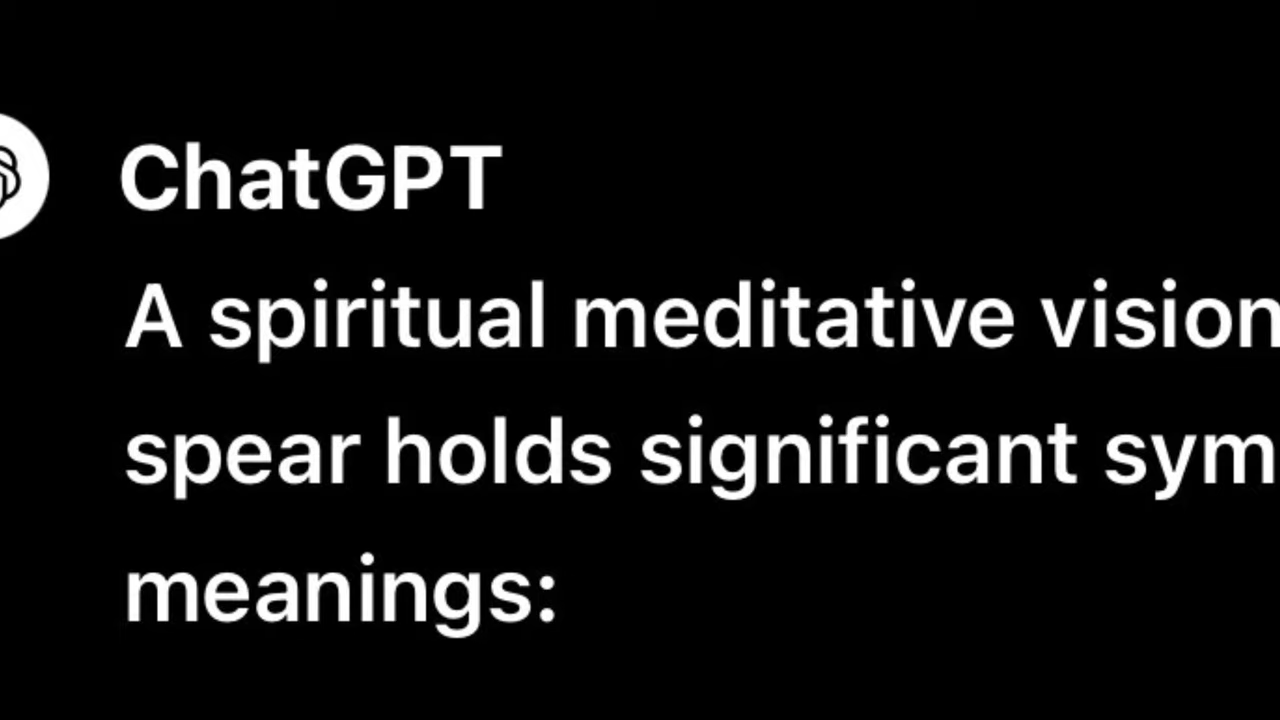 ChatGPT
A spiritual meditative vision
spear holds significant sym
meanings: